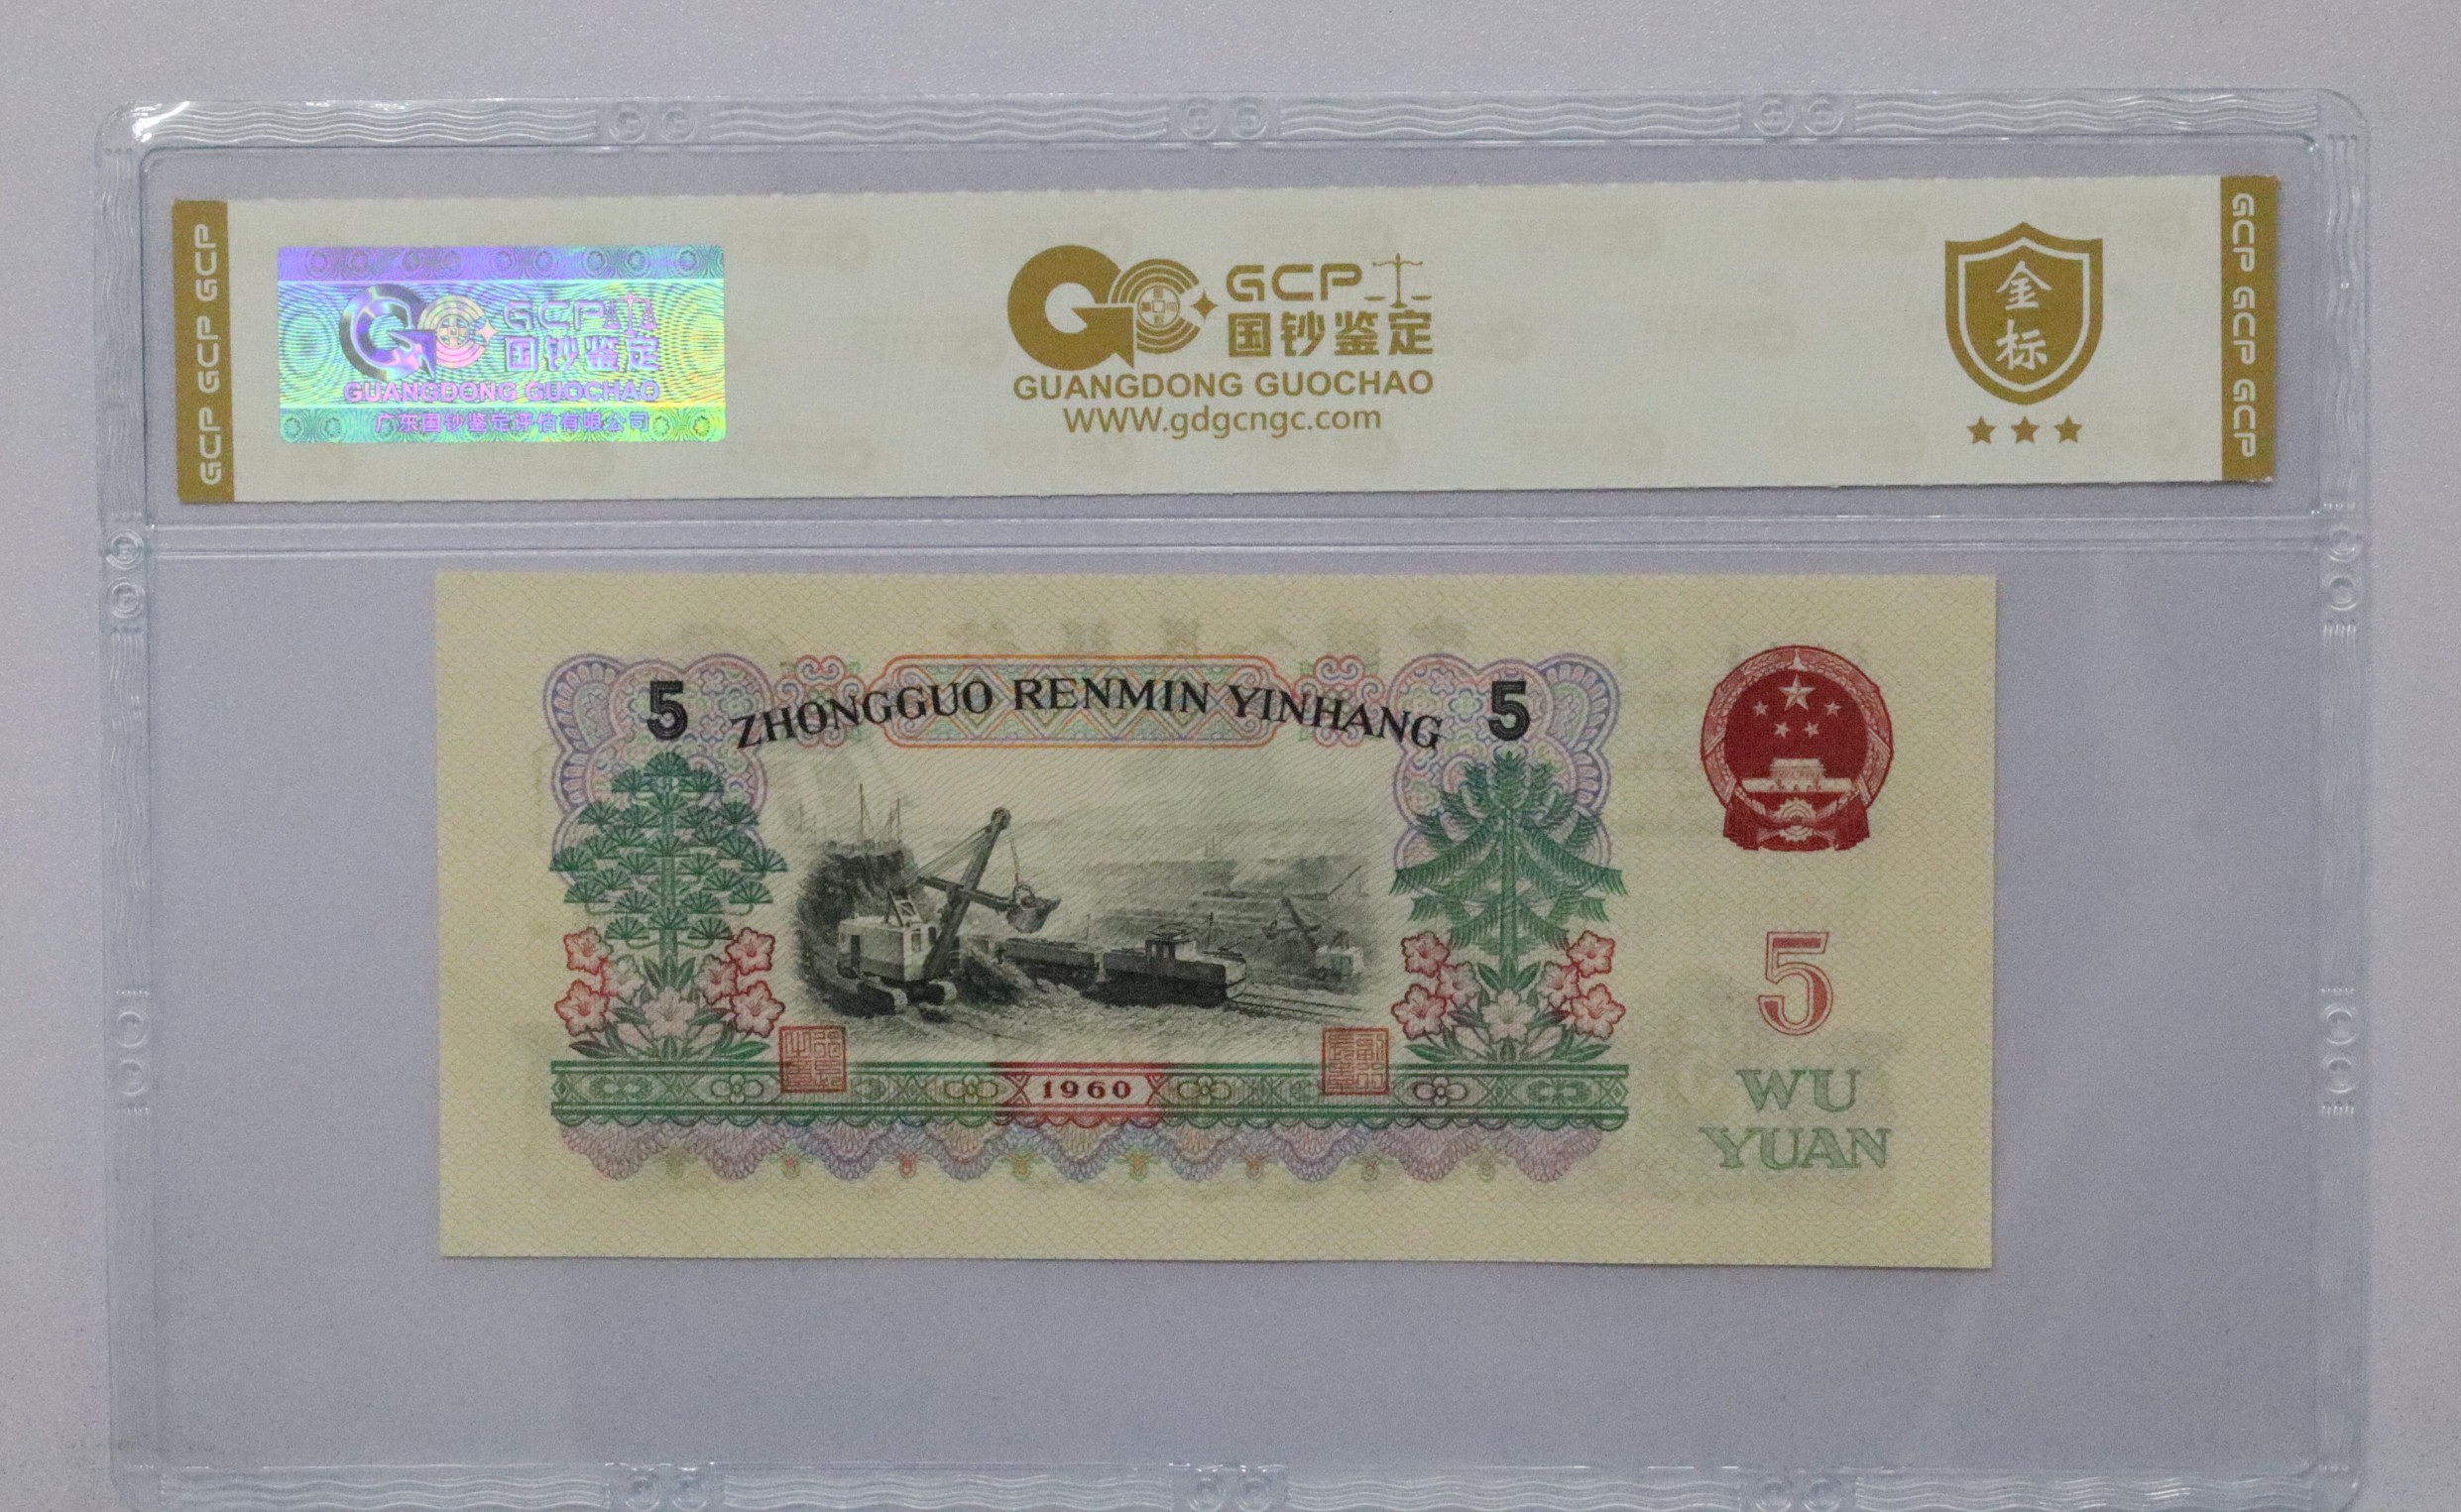 GCP GCP GCP
GCP
国钞鉴定
GUANGDONG GUOCHAO
广东国钞鉴定评估有限公司
GCP
国钞鉴定
GUANGDONG GUOCHAO
WWW.gdgcngc.com
金
标
GCP GCP GCP
5 ZHONGGUO RENMIN YINHANG 5
1960
5
WU
YUAN